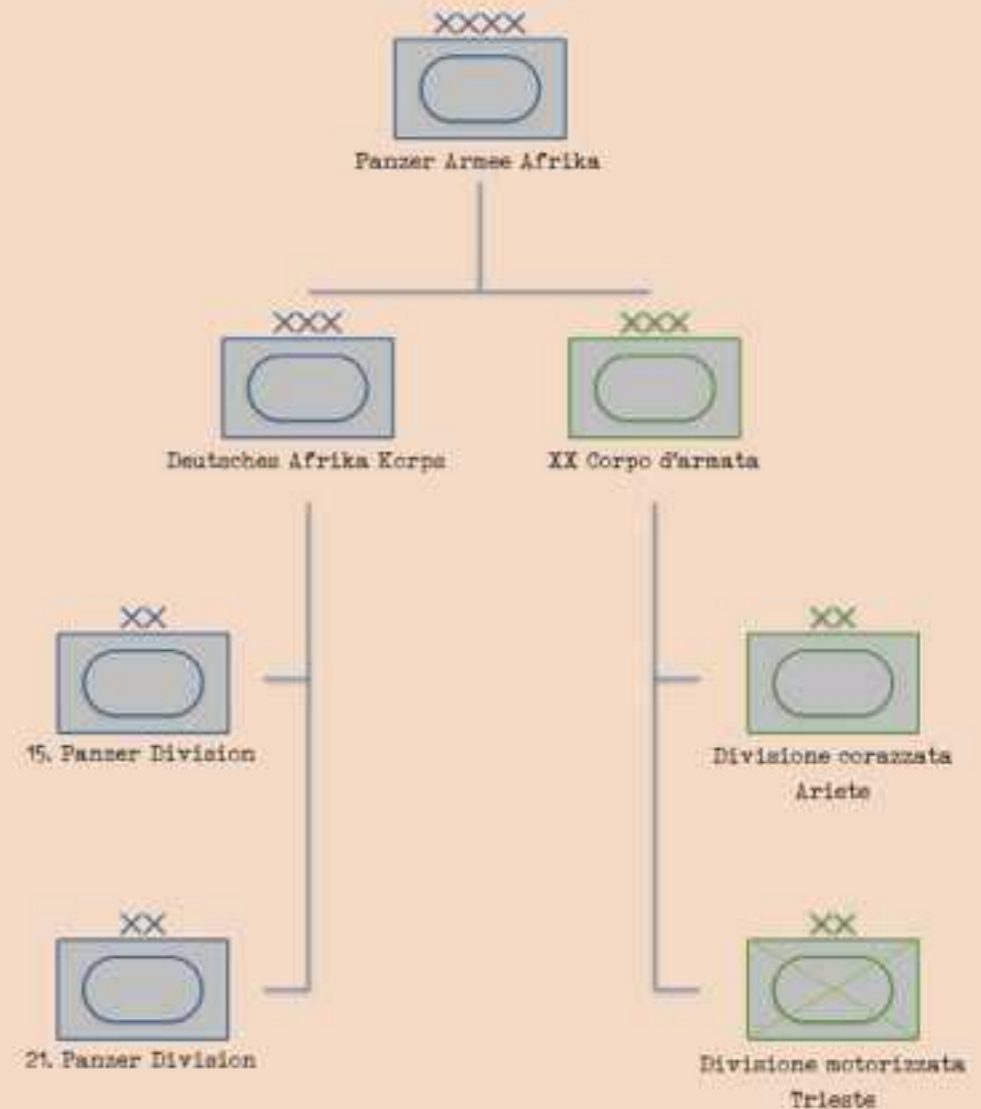 XXXX
Panzer Armee Afrika
XXX
XXX
Deutsches Afrika Korps
XX Corpo d'armata
XX
XX
15. Panzer Division
Divisione corazzata
Ariete
XX
XX
21. Panzer Division
Divisione motorizzata
Trieste